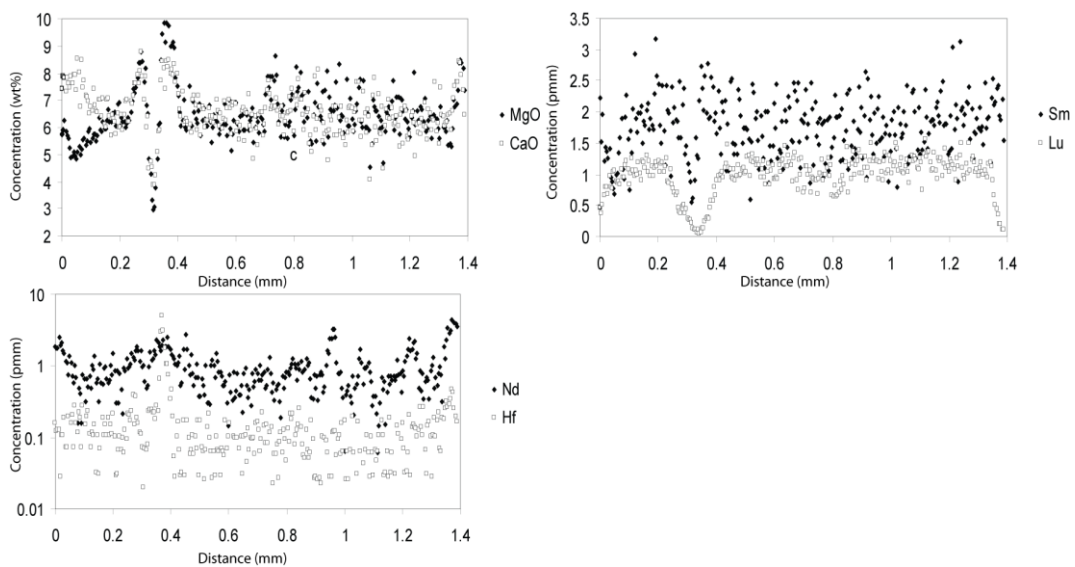 10
9
8
7
6
5
4
3
2
Concentration (wt%)
C
0 0.2 0.4 0.6 0.8 1 1.2 1.4
Distance (mm)
MgO
CaO
3.5
3
2.5
2
1.5
1
0.5
0
Concentration (pmm)
0 0.2 0.4 0.6 0.8 1 1.2 1.4
Distance (mm)
Sm
Lu
10
1
0.1
0.01
Concentration (pmm)
0 0.2 0.4 0.6 0.8 1 1.2 1.4
Distance (mm)
Nd
Hf